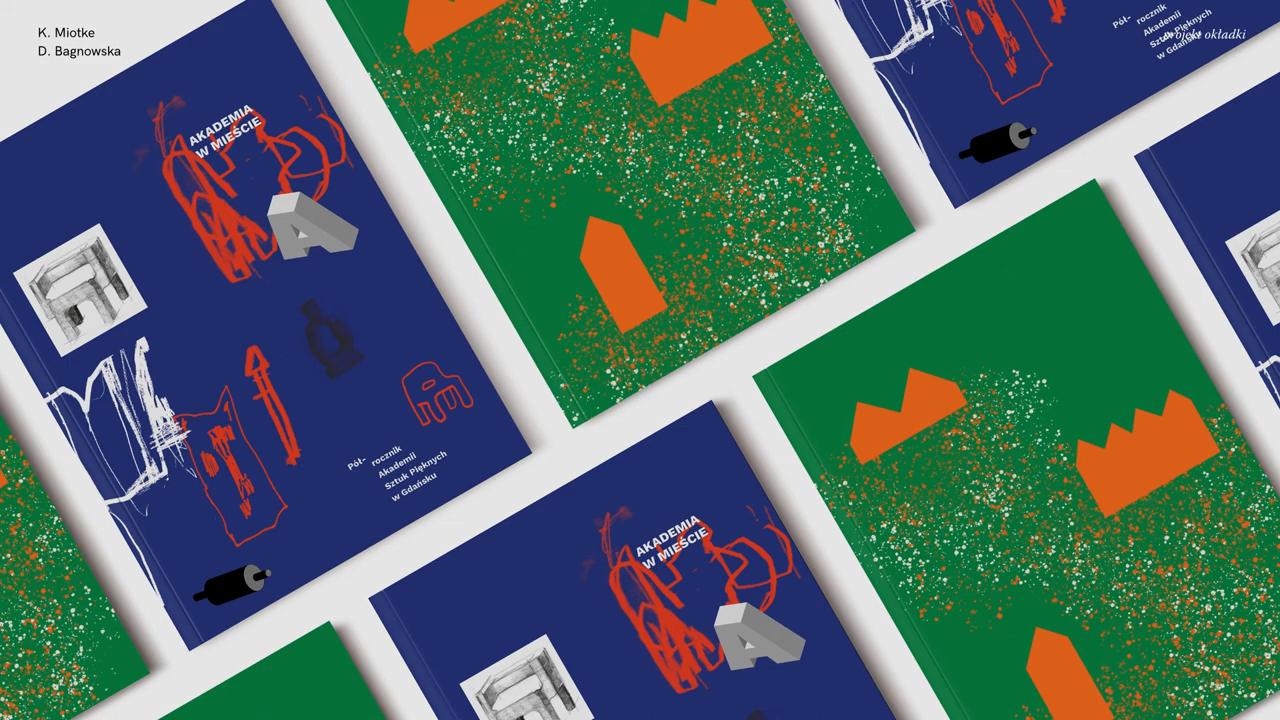 K. Miotke
D. Bagnowska
projekt okładki
AKADEMIA
W MIEŚCIE
A
Pół- rocznik
Akademii
Sztuk Pięknych
w Gdańsku
Pół- rocznik
Akademii
Sztuk Pięknych
w Gdańsku
AKADEMIA
W MIEŚCIE
A